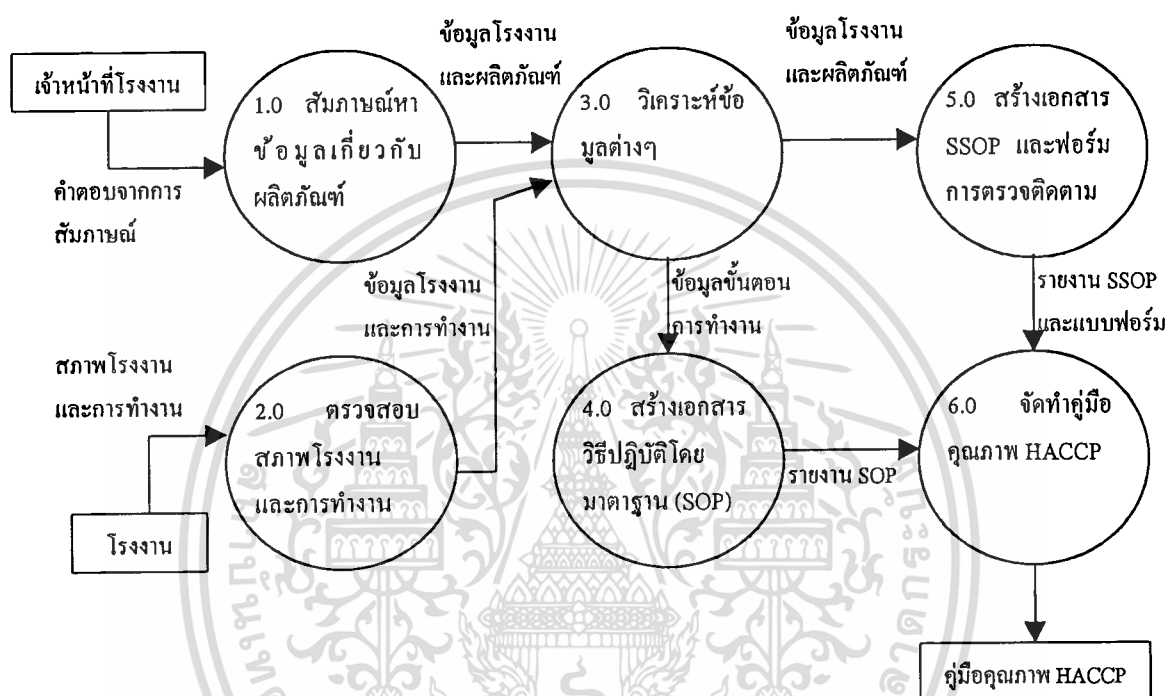 เจ้าหน้าที่โรงงาน
คำตอบจากการ
สัมภาษณ์
1.0 สัมภาษณ์หา
ข้อมูลเกี่ยวกับ
ผลิตภัณฑ์
ข้อมูลโรงงาน
และผลิตภัณฑ์
3.0 วิเคราะห์ข้อ
มูลต่างๆ
ข้อมูลโรงงาน
และผลิตภัณฑ์
5.0 สร้างเอกสาร
SSOP และฟอร์ม
การตรวจติดตาม
ข้อมูลโรงงาน
และการทำงาน
ข้อมูลขั้นตอน
การทำงาน
รายงาน SSOP
และแบบฟอร์ม
สภาพโรงงาน
และการทำงาน
โรงงาน
2.0 ตรวจสอบ
สภาพโรงงาน
และการทำงาน
4.0 สร้างเอกสาร
วิธีปฏิบัติโดย
มาตาฐาน (SOP)
รายงาน SOP
6.0 จัดทำคู่มือ
คุณภาพ HACCP
คู่มือคุณภาพ HACCP